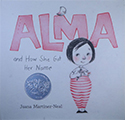 ALMA
and How She Got
Her Name
Juana Martinez-Neal